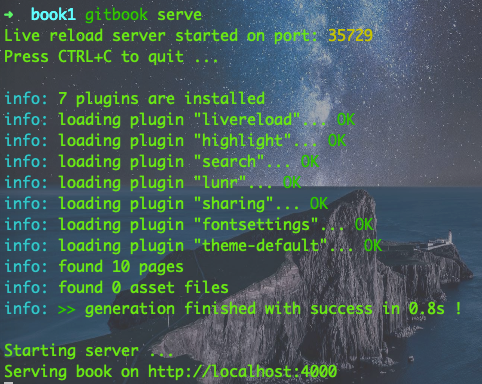 ➜  book1 gitbook serve
Live reload server started on port: 35729
Press CTRL+C to quit ...

info: 7 plugins are installed
info: loading plugin "livereload"... OK
info: loading plugin "highlight"... OK
info: loading plugin "search"... OK
info: loading plugin "lunr"... OK
info: loading plugin "sharing"... OK
info: loading plugin "fontsettings"... OK
info: loading plugin "theme-default"... OK
info: found 10 pages
info: found 0 asset files
info: >> generation finished with success in 0.8s !

Starting server ...
Serving book on http://localhost:4000